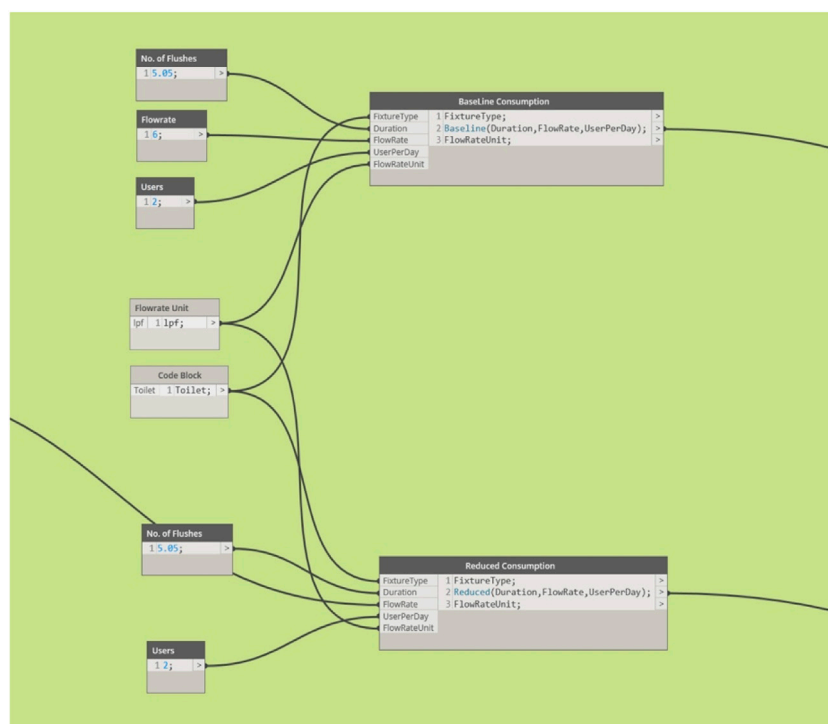 No. of Flushes
1 5.05; >
Flowrate
1 6; >
Users
1 2; >
Flowrate Unit
lpf 1 lpf; >
Code Block
Toilet 1 Toilet; >
BaseLine Consumption
FixtureType 1 FixtureType; >
Duration 2 Baseline(Duration,FlowRate,UserPerDay); >
FlowRate 3 FlowRateUnit; >
UserPerDay
FlowRateUnit
No. of Flushes
1 5.05; >
Users
1 2; >
Reduced Consumption
FixtureType 1 FixtureType; >
Duration 2 Reduced(Duration,FlowRate,UserPerDay); >
FlowRate 3 FlowRateUnit; >
UserPerDay
FlowRateUnit